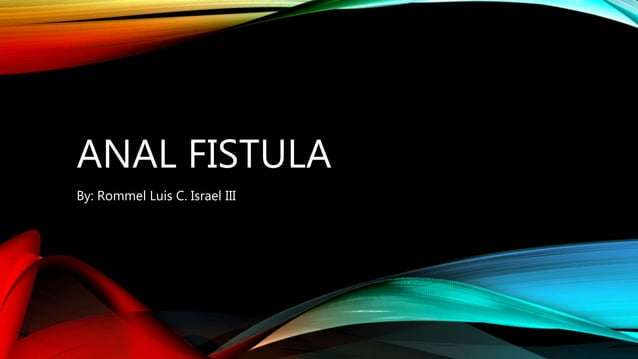 ANAL FISTULA
By: Rommel Luis C. Israel III